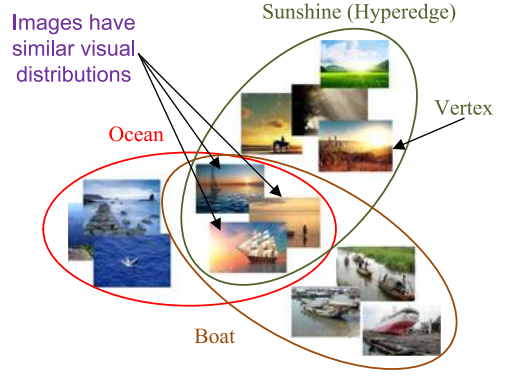 Images have
similar visual
distributions
Sunshine (Hyperedge)
Vertex
Ocean
Boat